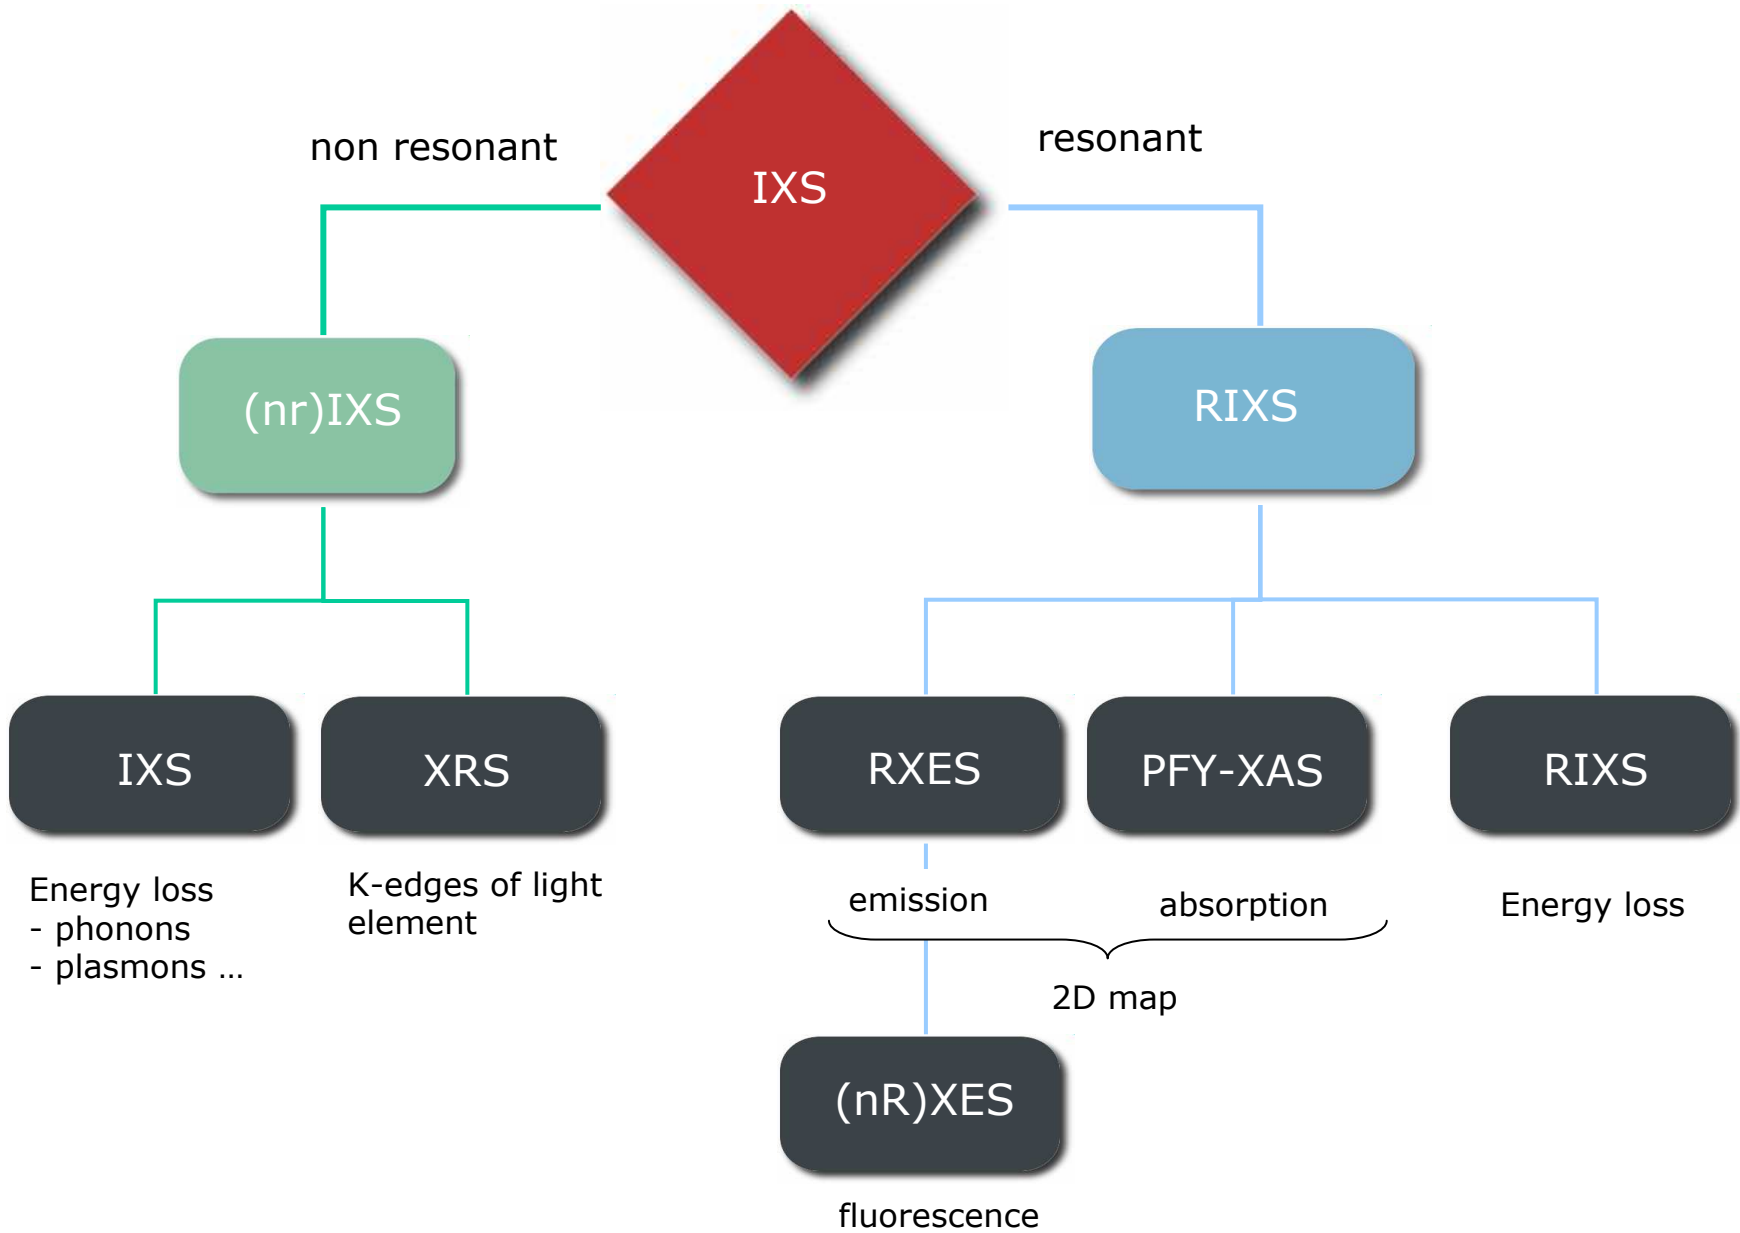 non resonant
resonant
IXS
(nr)IXS
RIXS
IXS
XRS
RXES
PFY-XAS
RIXS
Energy loss
- phonons
- plasmons ...
K-edges of light
element
emission
absorption
Energy loss
2D map
(nR)XES
fluorescence